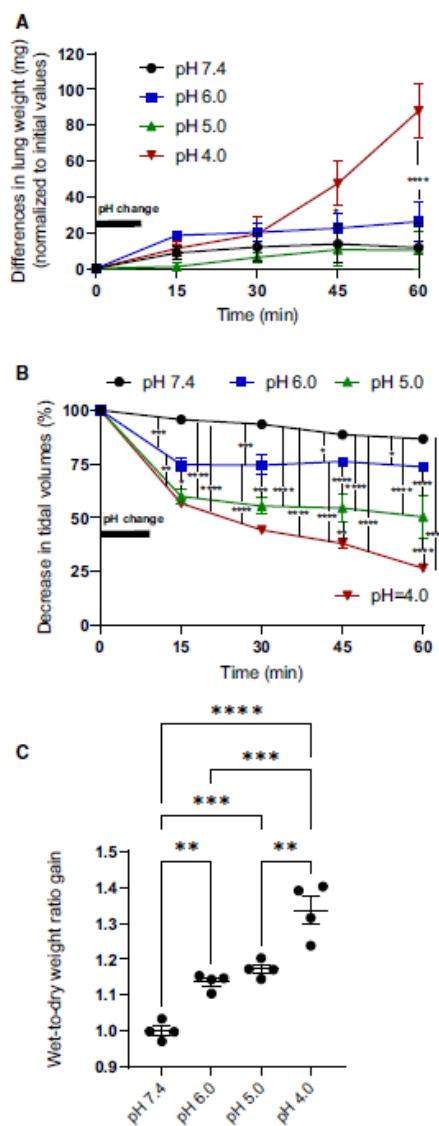 A
Differences in lung weight (mg)
(normalized to initial values)
120
100
80
60
40
20
0
pH 7.4
pH 6.0
pH 5.0
pH 4.0
pH change
****
0 15 30 45 60
Time (min)
B
pH 7.4 pH 6.0 pH 5.0
Decrease in tidal volumes (%)
100
75
50
25
0
pH change
pH=4.0
0 15 30 45 60
Time (min)
C
****
***
***
** **
Wet-to-dry weight ratio gain
1.5
1.4
1.3
1.2
1.1
1.0
0.9
pH 7.4 pH 6.0 pH 5.0 pH 4.0